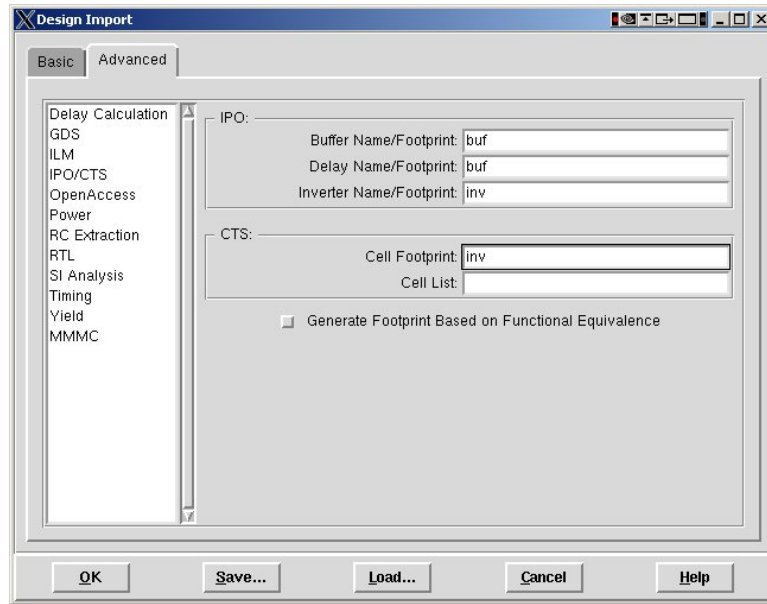 Design Import
Basic
Advanced
Delay Calculation
GDS
ILM
IPO/CTS
OpenAccess
Power
RC Extraction
RTL
SI Analysis
Timing
Yield
MMMC
IPO:
Buffer Name/Footprint: buf
Delay Name/Footprint: buf
Inverter Name/Footprint: inv
CTS:
Cell Footprint: inv
Cell List:
Generate Footprint Based on Functional Equivalence
OK
Save...
Load...
Cancel
Help